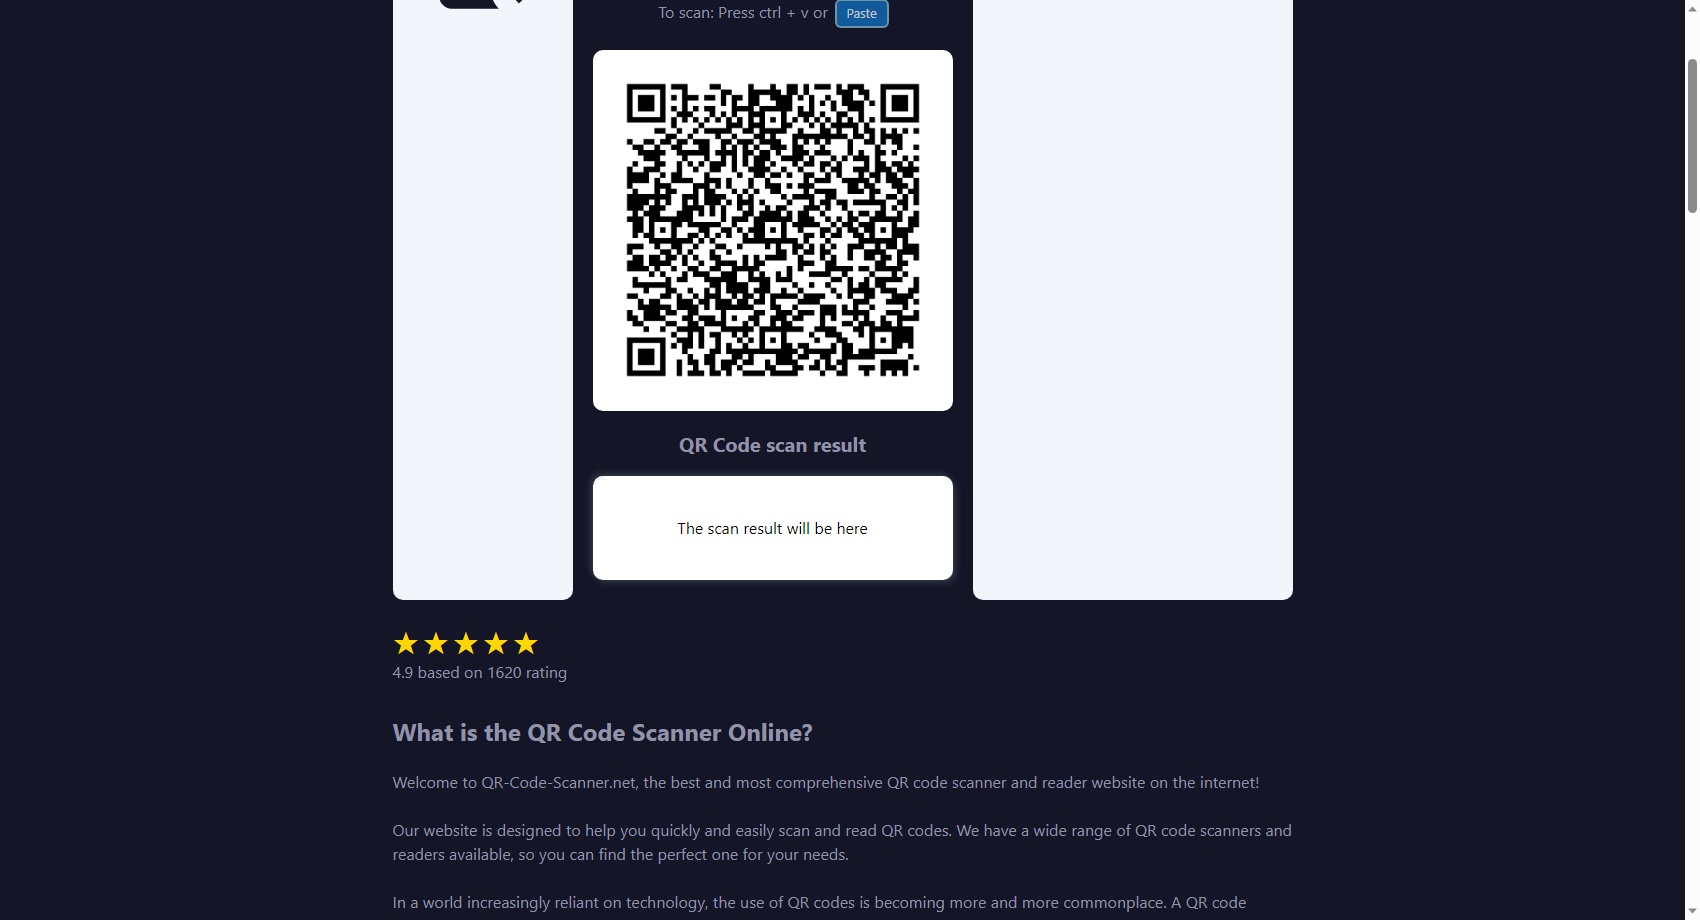 To scan: Press ctrl + v or Paste
QR Code scan result
The scan result will be here
4.9 based on 1620 rating
What is the QR Code Scanner Online?
Welcome to QR-Code-Scanner.net, the best and most comprehensive QR code scanner and reader website on the internet!
Our website is designed to help you quickly and easily scan and read QR codes. We have a wide range of QR code scanners and
readers available, so you can find the perfect one for your needs.
In a world increasingly reliant on technology, the use of QR codes is becoming more and more commonplace. A QR code